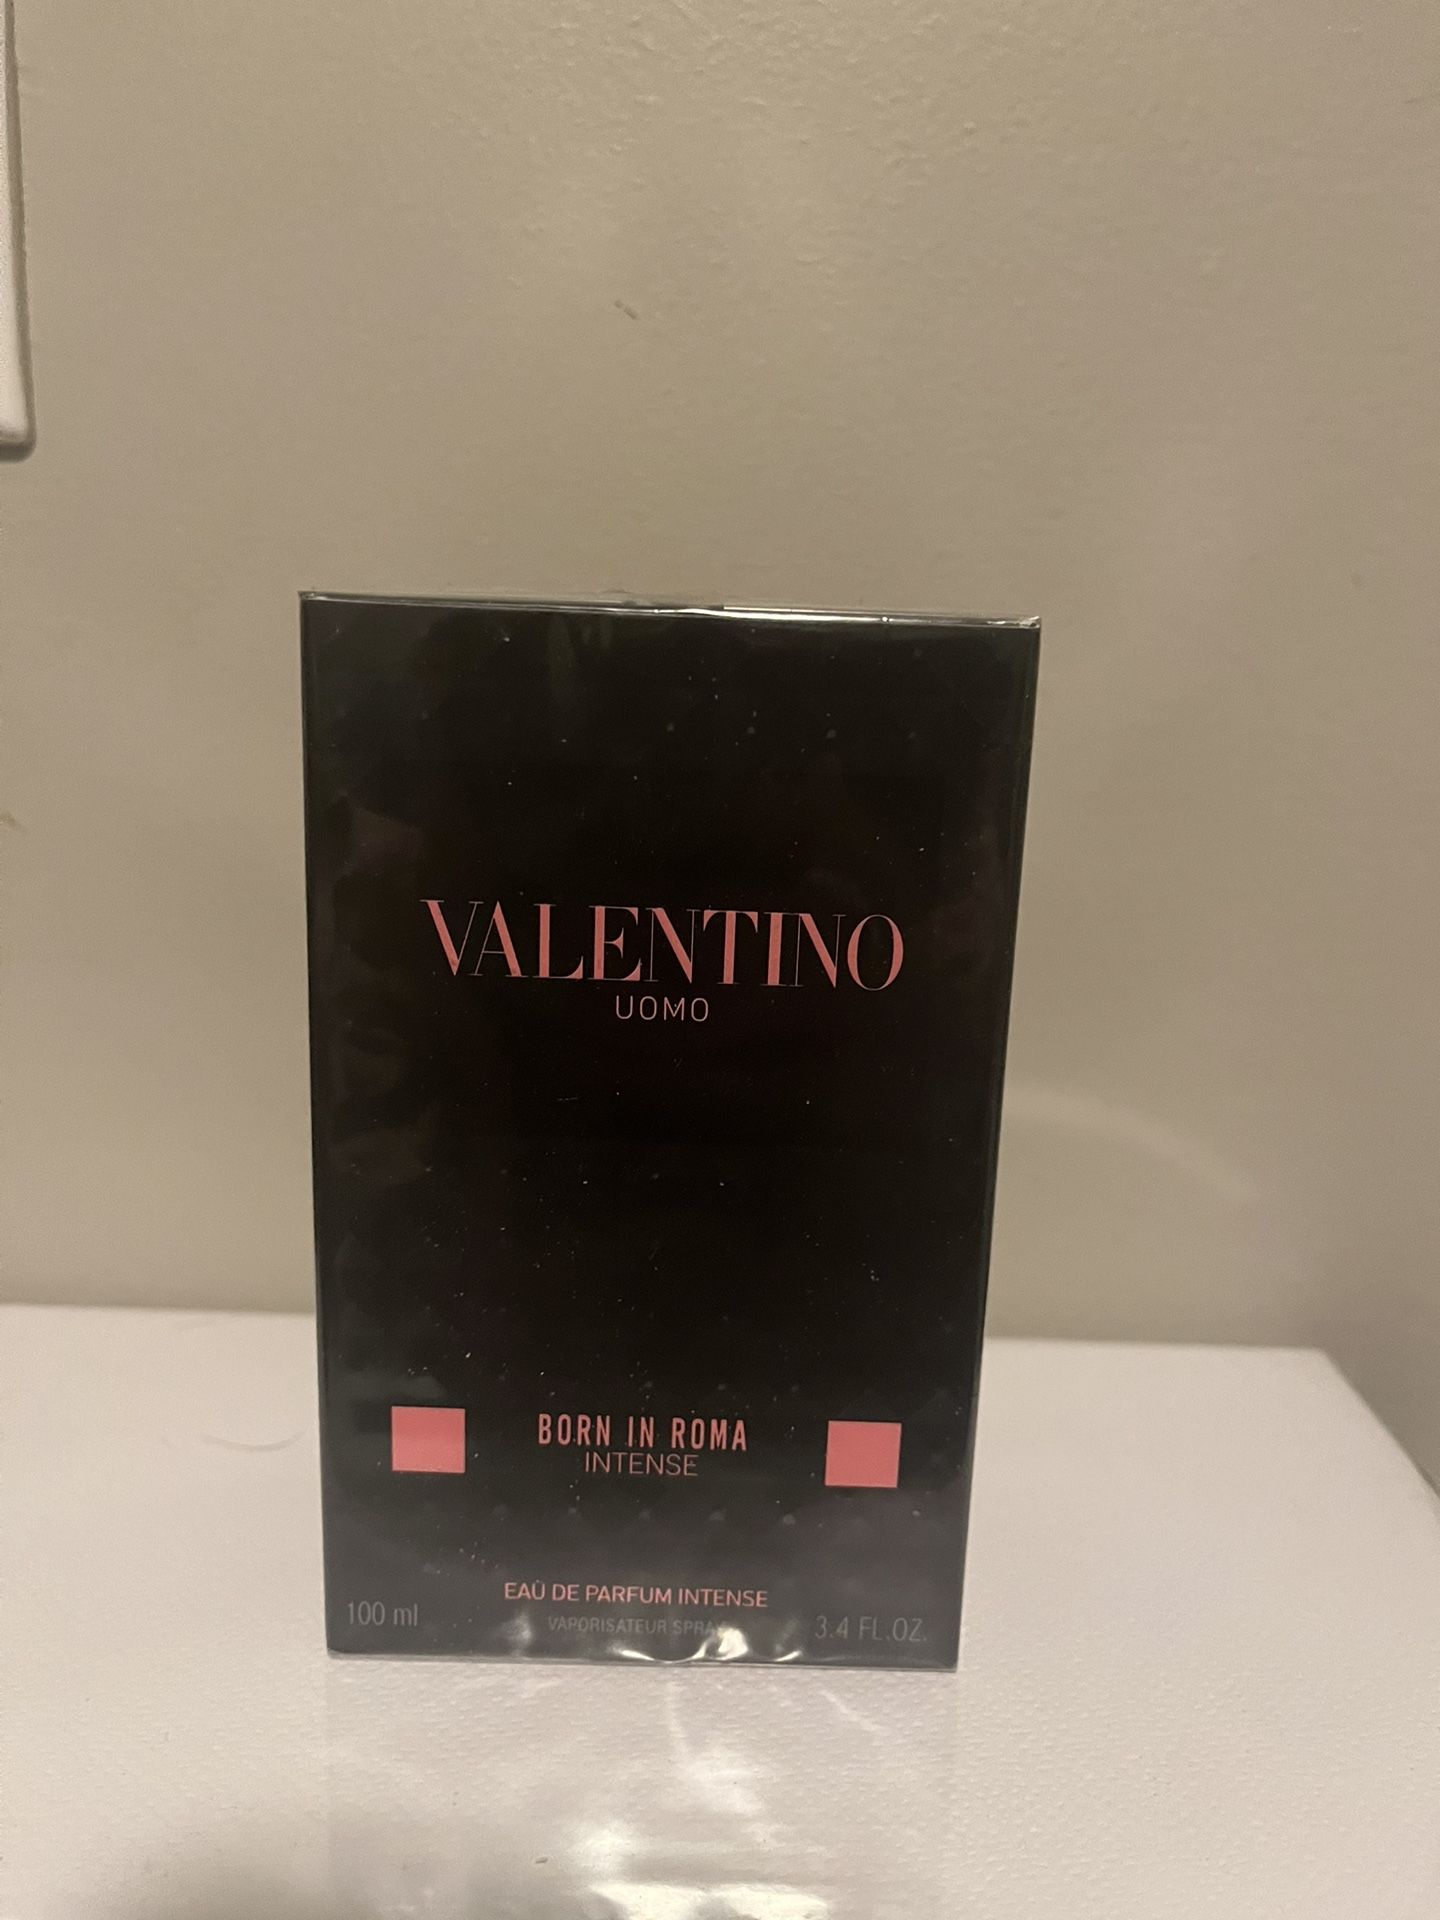 VALENTINO
UOMO
BORN IN ROMA
INTENSE
EAU DE PARFUM INTENSE
100 ml
VAPORISATEUR SPRAY
3.4 FL.OZ.